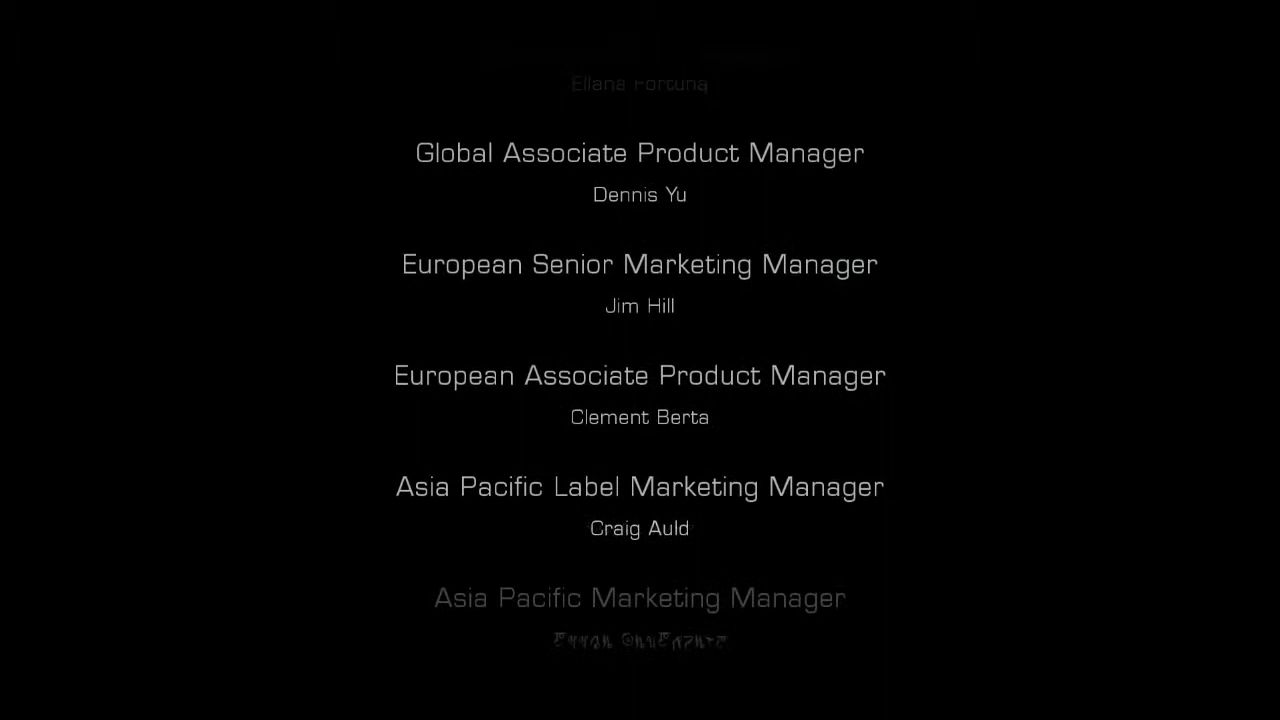 Ellana Fortuna
Global Associate Product Manager
Dennis Yu
European Senior Marketing Manager
Jim Hill
European Associate Product Manager
Clement Berta
Asia Pacific Label Marketing Manager
Craig Auld
Asia Pacific Marketing Manager